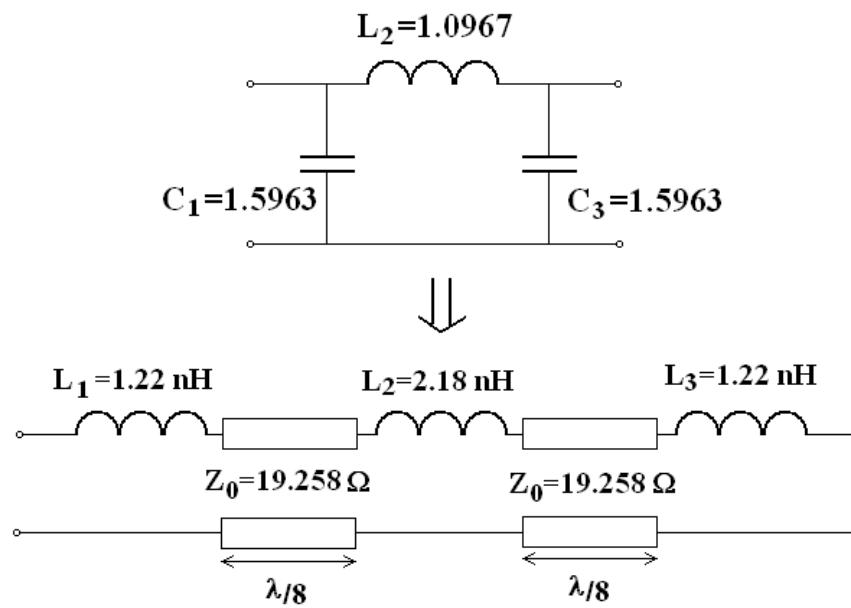 L₂=1.0967
C₁=1.5963
C₃=1.5963
L₁=1.22 nH
L₂=2.18 nH
L₃=1.22 nH
Z₀=19.258 Ω
Z₀=19.258 Ω
λ/8
λ/8